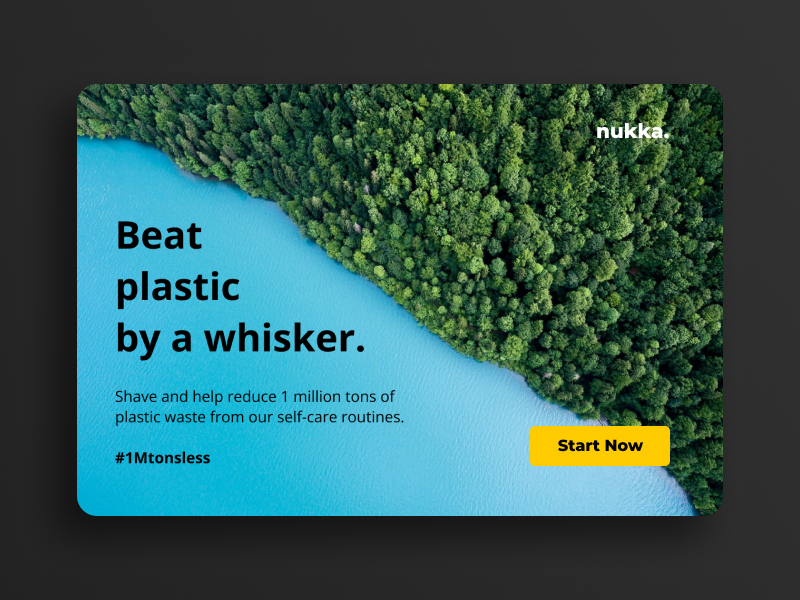 nukka.
Beat
plastic
by a whisker.
Shave and help reduce 1 million tons of
plastic waste from our self-care routines.
#1Mtonsless
Start Now